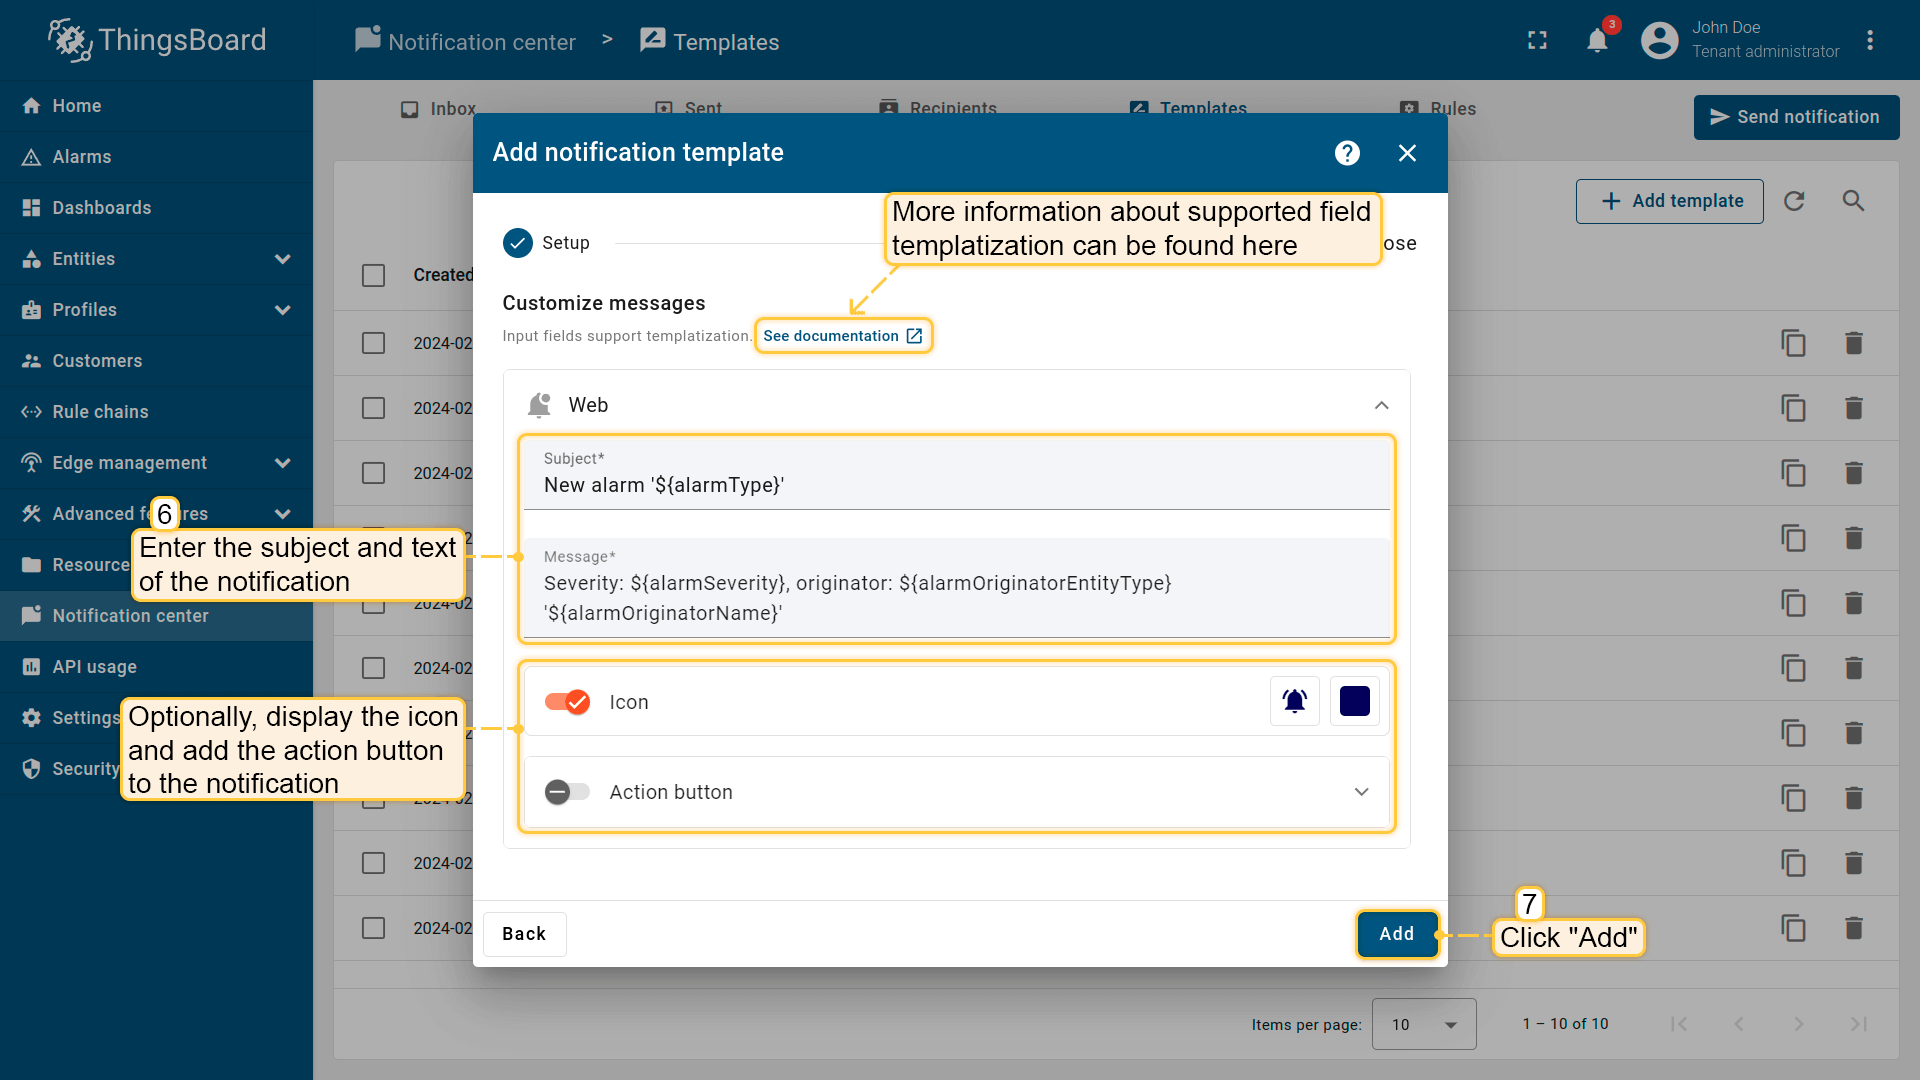 ThingsBoard
Notification center > Templates
3
John Doe
Tenant administrator
Home
Alarms
Dashboards
Entities
Profiles
Customers
Rule chains
Edge management
Advanced
res
Notification center
API usage
Settings
Security
Inbox
Sent
Recipients
Templates
Rules
Send notification
Add template
Created
2024-02
2024-02
2024-02
2024-02
2024-02
2024-02
Add notification template
Setup
ose
More information about supported field
templatization can be found here
Customize messages
Input fields support templatization.
See documentation
Web
Subject*
New alarm '${alarmType}'
Message*
Severity: ${alarmSeverity}, originator: ${alarmOriginatorEntityType}
'${alarmOriginatorName}'
6
Enter the subject and text
of the notification
Optionally, display the icon
and add the action button
to the notification
Icon
Action button
Back
Add
7
Click "Add"
Items per page:
10
1 – 10 of 10